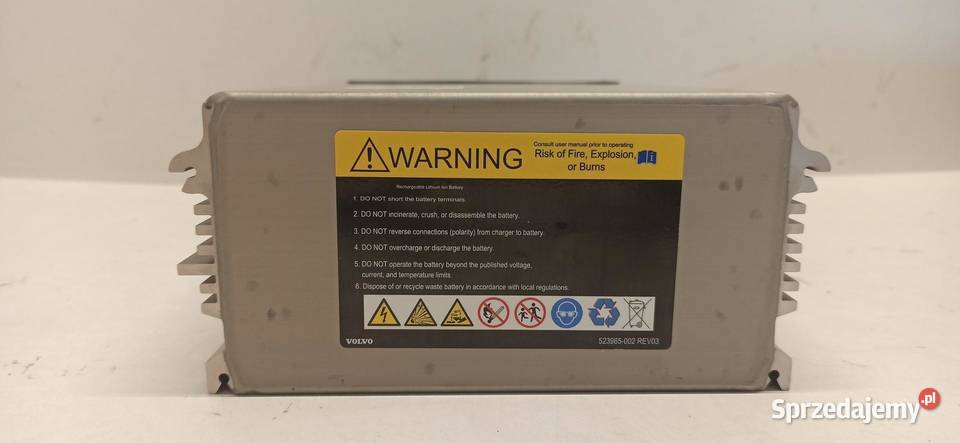 WARNING
Consult user manual prior to operating
Risk of Fire, Explosion,
or Burns
Rechargeable Lithium Ion Battery
1. DO NOT short the battery terminals.
2. DO NOT incinerate, crush, or disassemble the battery.
3. DO NOT reverse connections (polarity) from charger to battery.
4. DO NOT overcharge or discharge the battery.
5. DO NOT operate the battery beyond the published voltage,
current, and temperature limits.
6. Dispose of or recycle waste battery in accordance with local regulations.
VOLVO
523965-002 REV03
Sprzedajemy.pl